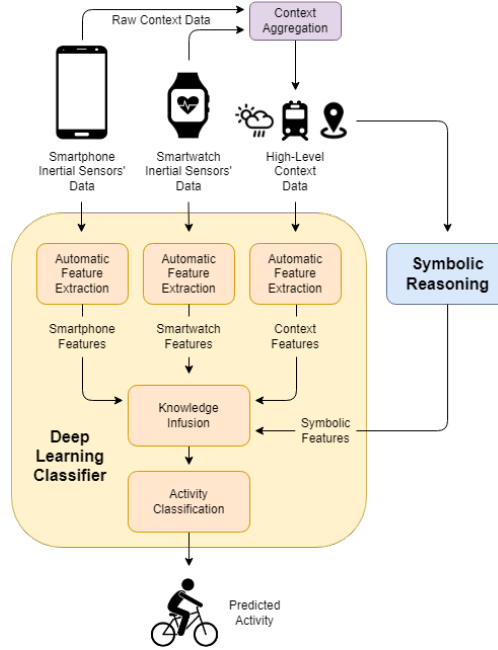 Raw Context Data
Context
Aggregation
Smartphone
Inertial Sensors'
Data
Smartwatch
Inertial Sensors'
Data
High-Level
Context
Data
Automatic
Feature
Extraction
Automatic
Feature
Extraction
Automatic
Feature
Extraction
Symbolic
Reasoning
Smartphone
Features
Smartwatch
Features
Context
Features
Knowledge
Infusion
Symbolic
Features
Deep
Learning
Classifier
Activity
Classification
Predicted
Activity